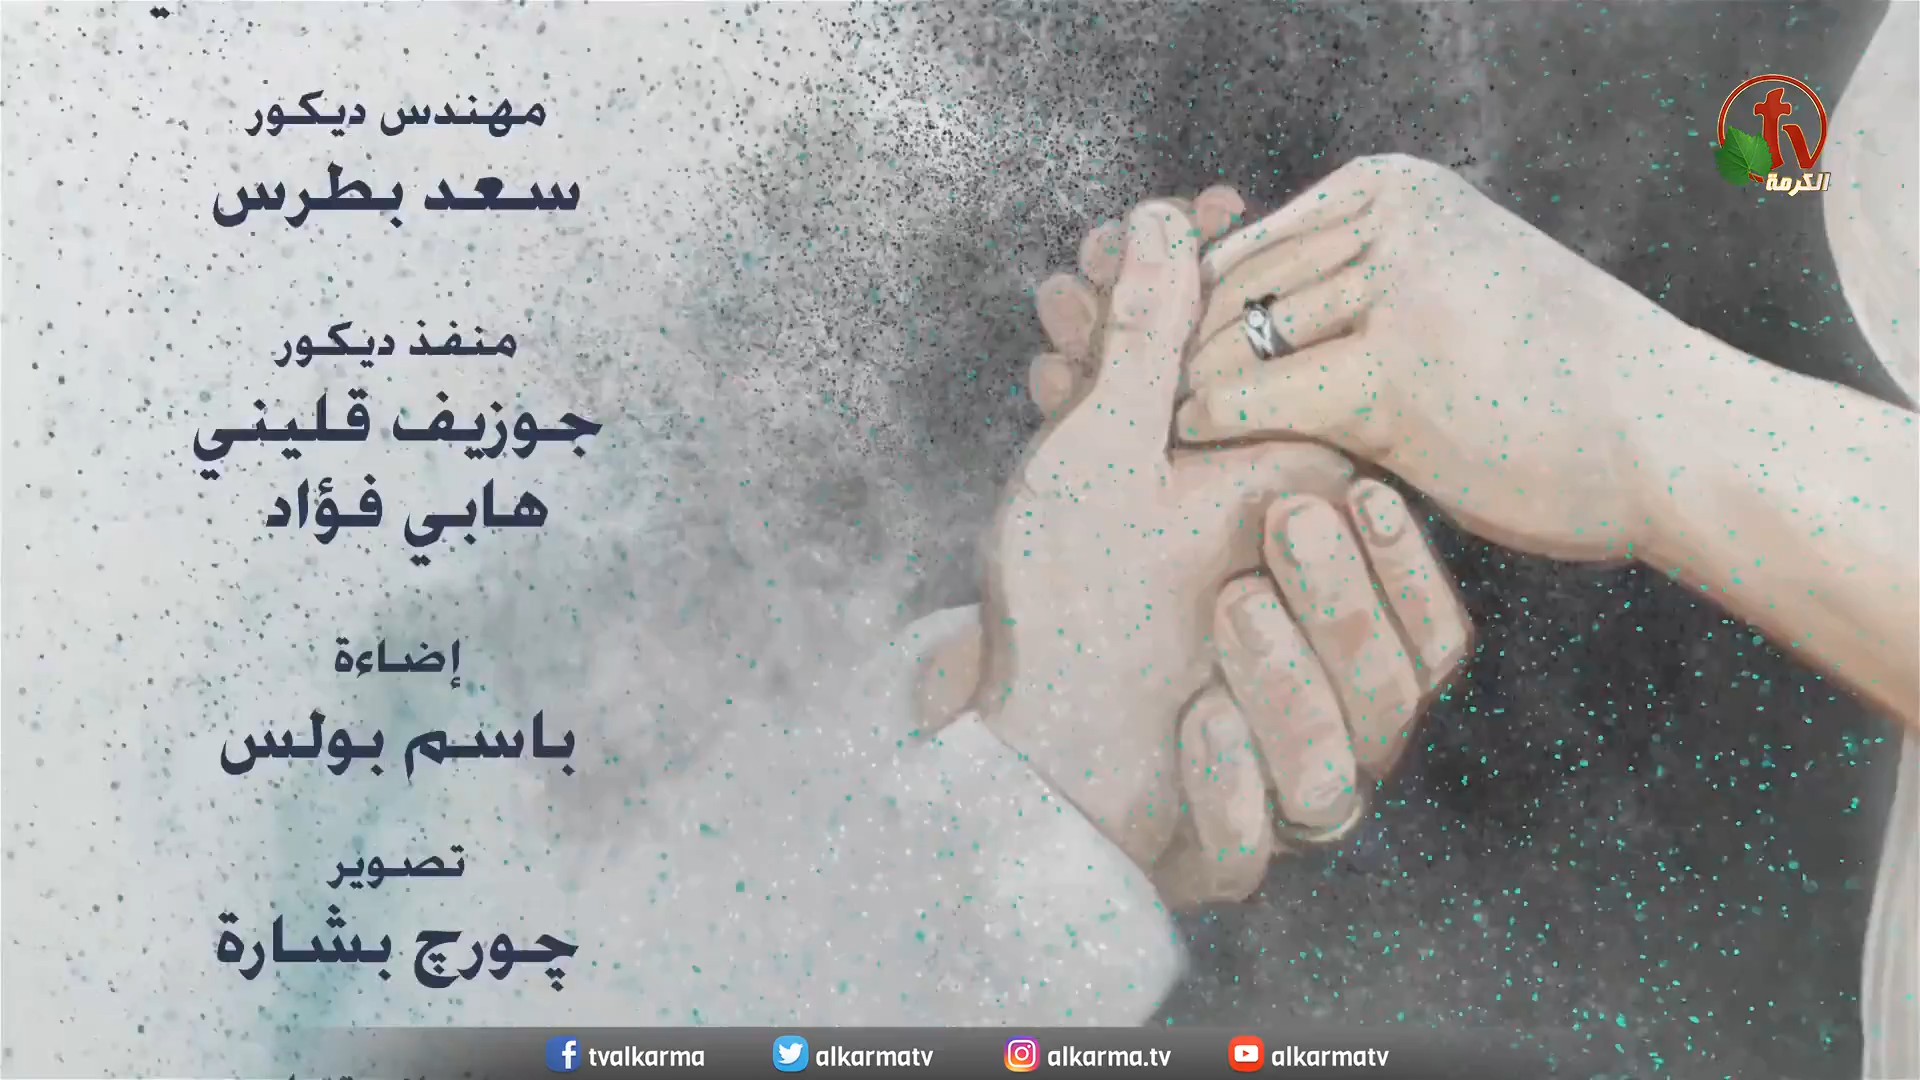 مهندس ديكور
سعد بطرس
منفذ ديكور
جوزيف قليني
هابي فؤاد
إضاءة
باسم بولس
تصوير
چورچ بشارة
tv
الكرمة
tvalkarma
alkarmatv
alkarma.tv
alkarmatv